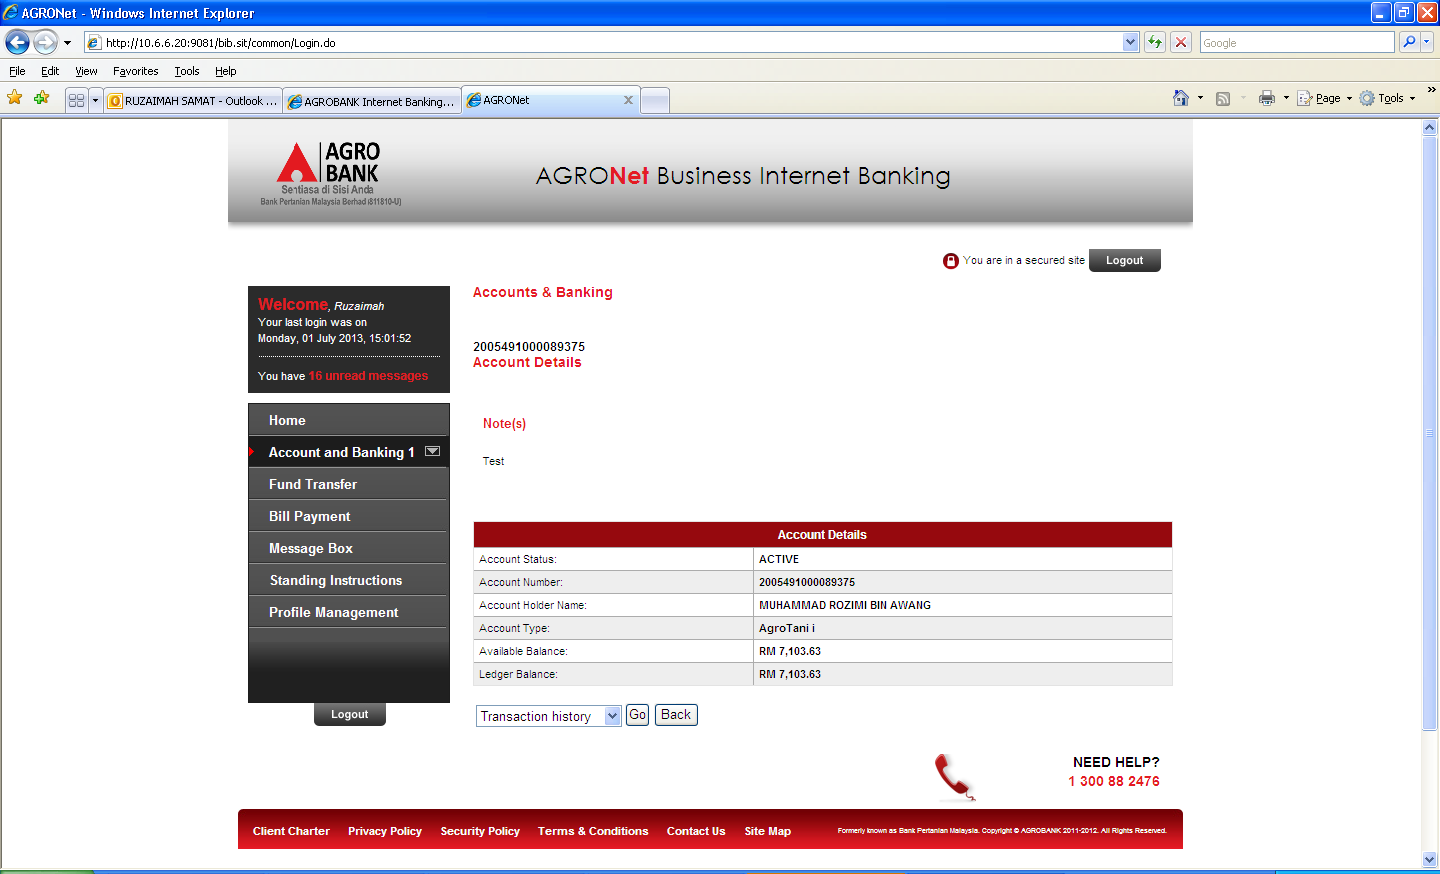 AGRONet - Windows Internet Explorer
http://10.6.6.20:9081/bib.sit/common/Login.do
Google
File Edit View Favorites Tools Help
RUZAIMAH SAMAT - Outlook ...
AGROBANK Internet Banking...
AGRONet
Page
Tools
AGRO
BANK
Sentiasa di Sisi Anda
Bank Pertanian Malaysia Berhad (811810-U)
AGRONet Business Internet Banking
You are in a secured site
Logout
Welcome, Ruzaimah
Your last login was on
Monday, 01 July 2013, 15:01:52
You have 16 unread messages
Home
Account and Banking 1
Fund Transfer
Bill Payment
Message Box
Standing Instructions
Profile Management
Logout
Accounts & Banking
2005491000089375
Account Details
Note(s)
Test
Account Details
Account Status: ACTIVE
Account Number: 2005491000089375
Account Holder Name: MUHAMMAD ROZIMI BIN AWANG
Account Type: AgroTani i
Available Balance: RM 7,103.63
Ledger Balance: RM 7,103.63
Transaction history Go Back
NEED HELP?
1 300 88 2476
Client Charter Privacy Policy Security Policy Terms & Conditions Contact Us Site Map
Formerly known as Bank Pertanian Malaysia. Copyright © AGROBANK 2011-2012. All Rights Reserved.